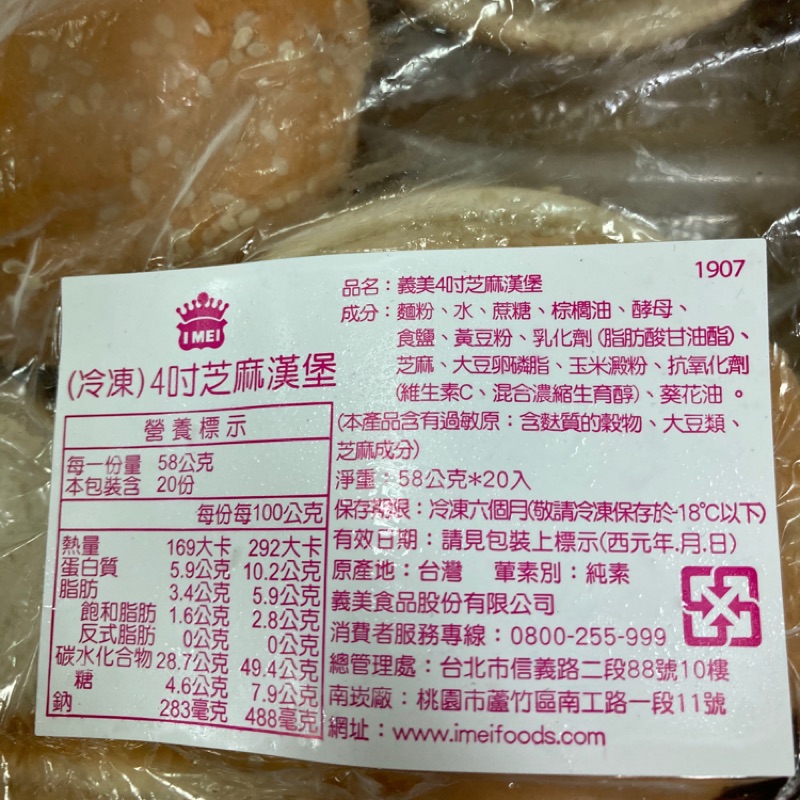 IMEI
(冷凍)4吋芝麻漢堡
營養標示
每一份量 58公克
本包裝含 20份
每份 每100公克
熱量 169大卡 292大卡
蛋白質 5.9公克 10.2公克
脂肪 3.4公克 5.9公克
飽和脂肪 1.6公克 2.8公克
反式脂肪 0公克 0公克
碳水化合物 28.7公克 49.4公克
糖 4.6公克 7.9公克
鈉 283毫克 488毫克
1907
品名：義美4吋芝麻漢堡
成分：麵粉、水、蔗糖、棕櫚油、酵母、
食鹽、黃豆粉、乳化劑(脂肪酸甘油酯)、
芝麻、大豆卵磷脂、玉米澱粉、抗氧化劑
(維生素C、混合濃縮生育醇)、葵花油。
(本產品含有過敏原：含麩質的穀物、大豆類、
芝麻成分)
淨重：58公克*20入
保存期限：冷凍六個月(敬請冷凍保存於-18℃以下)
有效日期：請見包裝上標示(西元年.月.日)
原產地：台灣 葷素別：純素
義美食品股份有限公司
消費者服務專線：0800-255-999
總管理處：台北市信義路二段88號10樓
南崁廠：桃園市蘆竹區南工路一段11號
網址：www.imeifoods.com